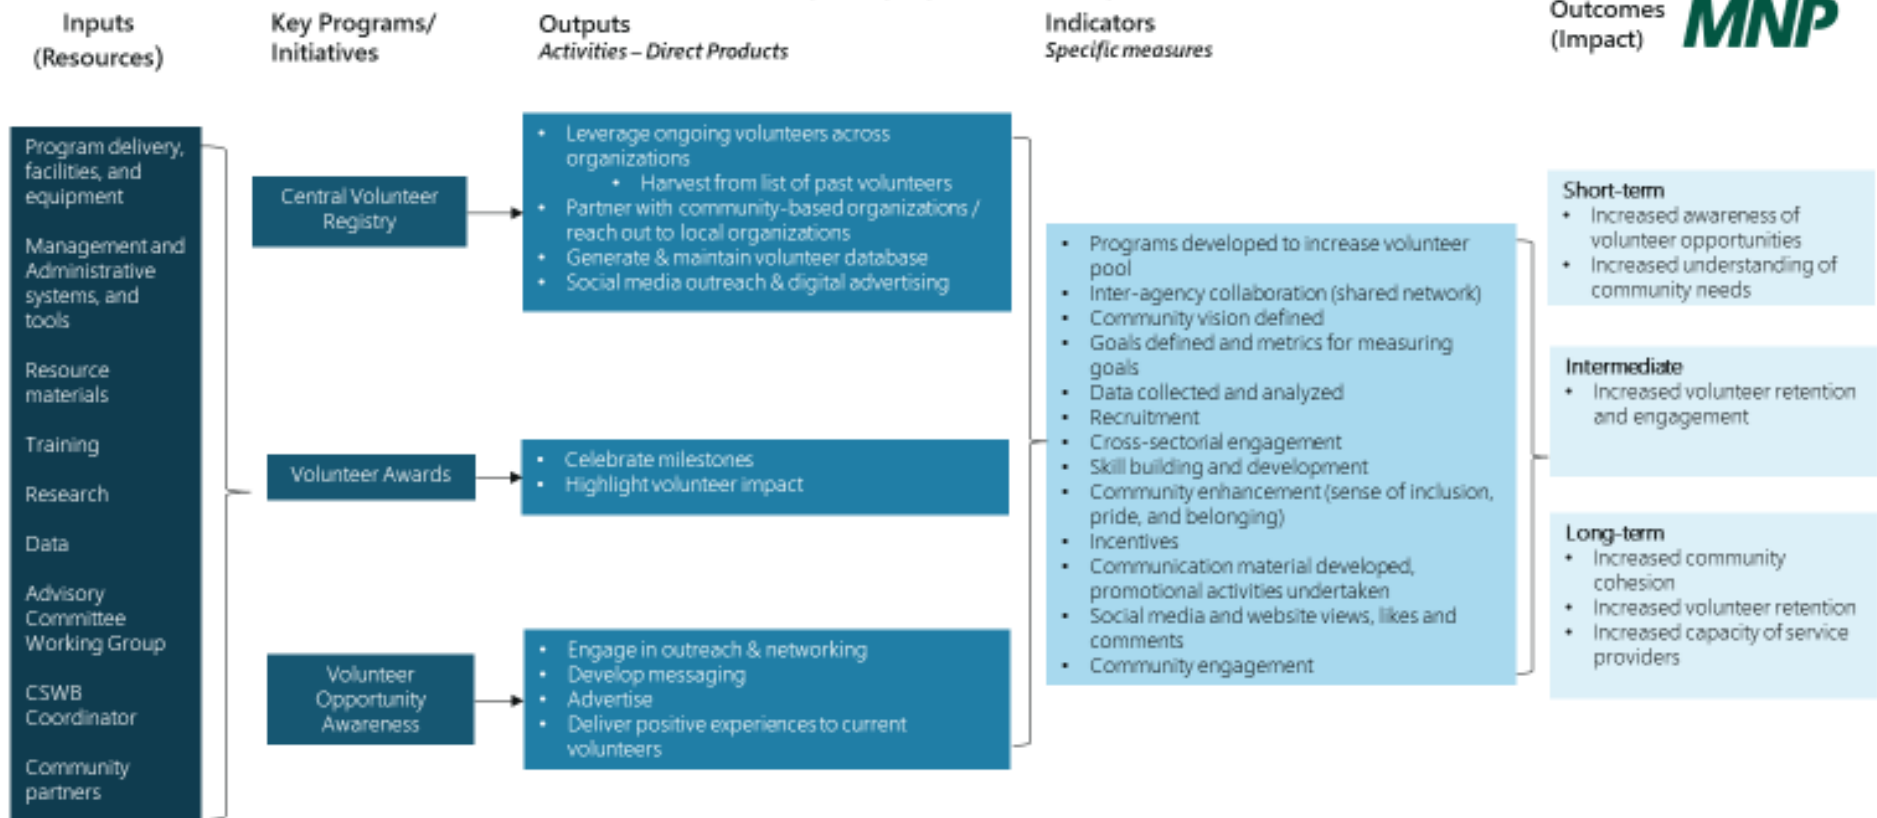 Inputs
(Resources)
Key Programs/
Initiatives
Outputs
Activities – Direct Products
Indicators
Specific measures
Outcomes
(Impact)
MNP
Program delivery,
facilities, and
equipment
Management and
Administrative
systems, and
tools
Resource
materials
Training
Research
Data
Advisory
Committee
Working Group
CSWB
Coordinator
Community
partners
Central Volunteer
Registry
• Leverage ongoing volunteers across
organizations
• Harvest from list of past volunteers
• Partner with community-based organizations /
reach out to local organizations
• Generate & maintain volunteer database
• Social media outreach & digital advertising
Volunteer Awards
• Celebrate milestones
• Highlight volunteer impact
Volunteer
Opportunity
Awareness
• Engage in outreach & networking
• Develop messaging
• Advertise
• Deliver positive experiences to current
volunteers
• Programs developed to increase volunteer
pool
• Inter-agency collaboration (shared network)
• Community vision defined
• Goals defined and metrics for measuring
goals
• Data collected and analyzed
• Recruitment
• Cross-sectorial engagement
• Skill building and development
• Community enhancement (sense of inclusion,
pride, and belonging)
• Incentives
• Communication material developed,
promotional activities undertaken
• Social media and website views, likes and
comments
• Community engagement
Short-term
• Increased awareness of
volunteer opportunities
• Increased understanding of
community needs
Intermediate
• Increased volunteer retention
and engagement
Long-term
• Increased community
cohesion
• Increased volunteer retention
• Increased capacity of service
providers